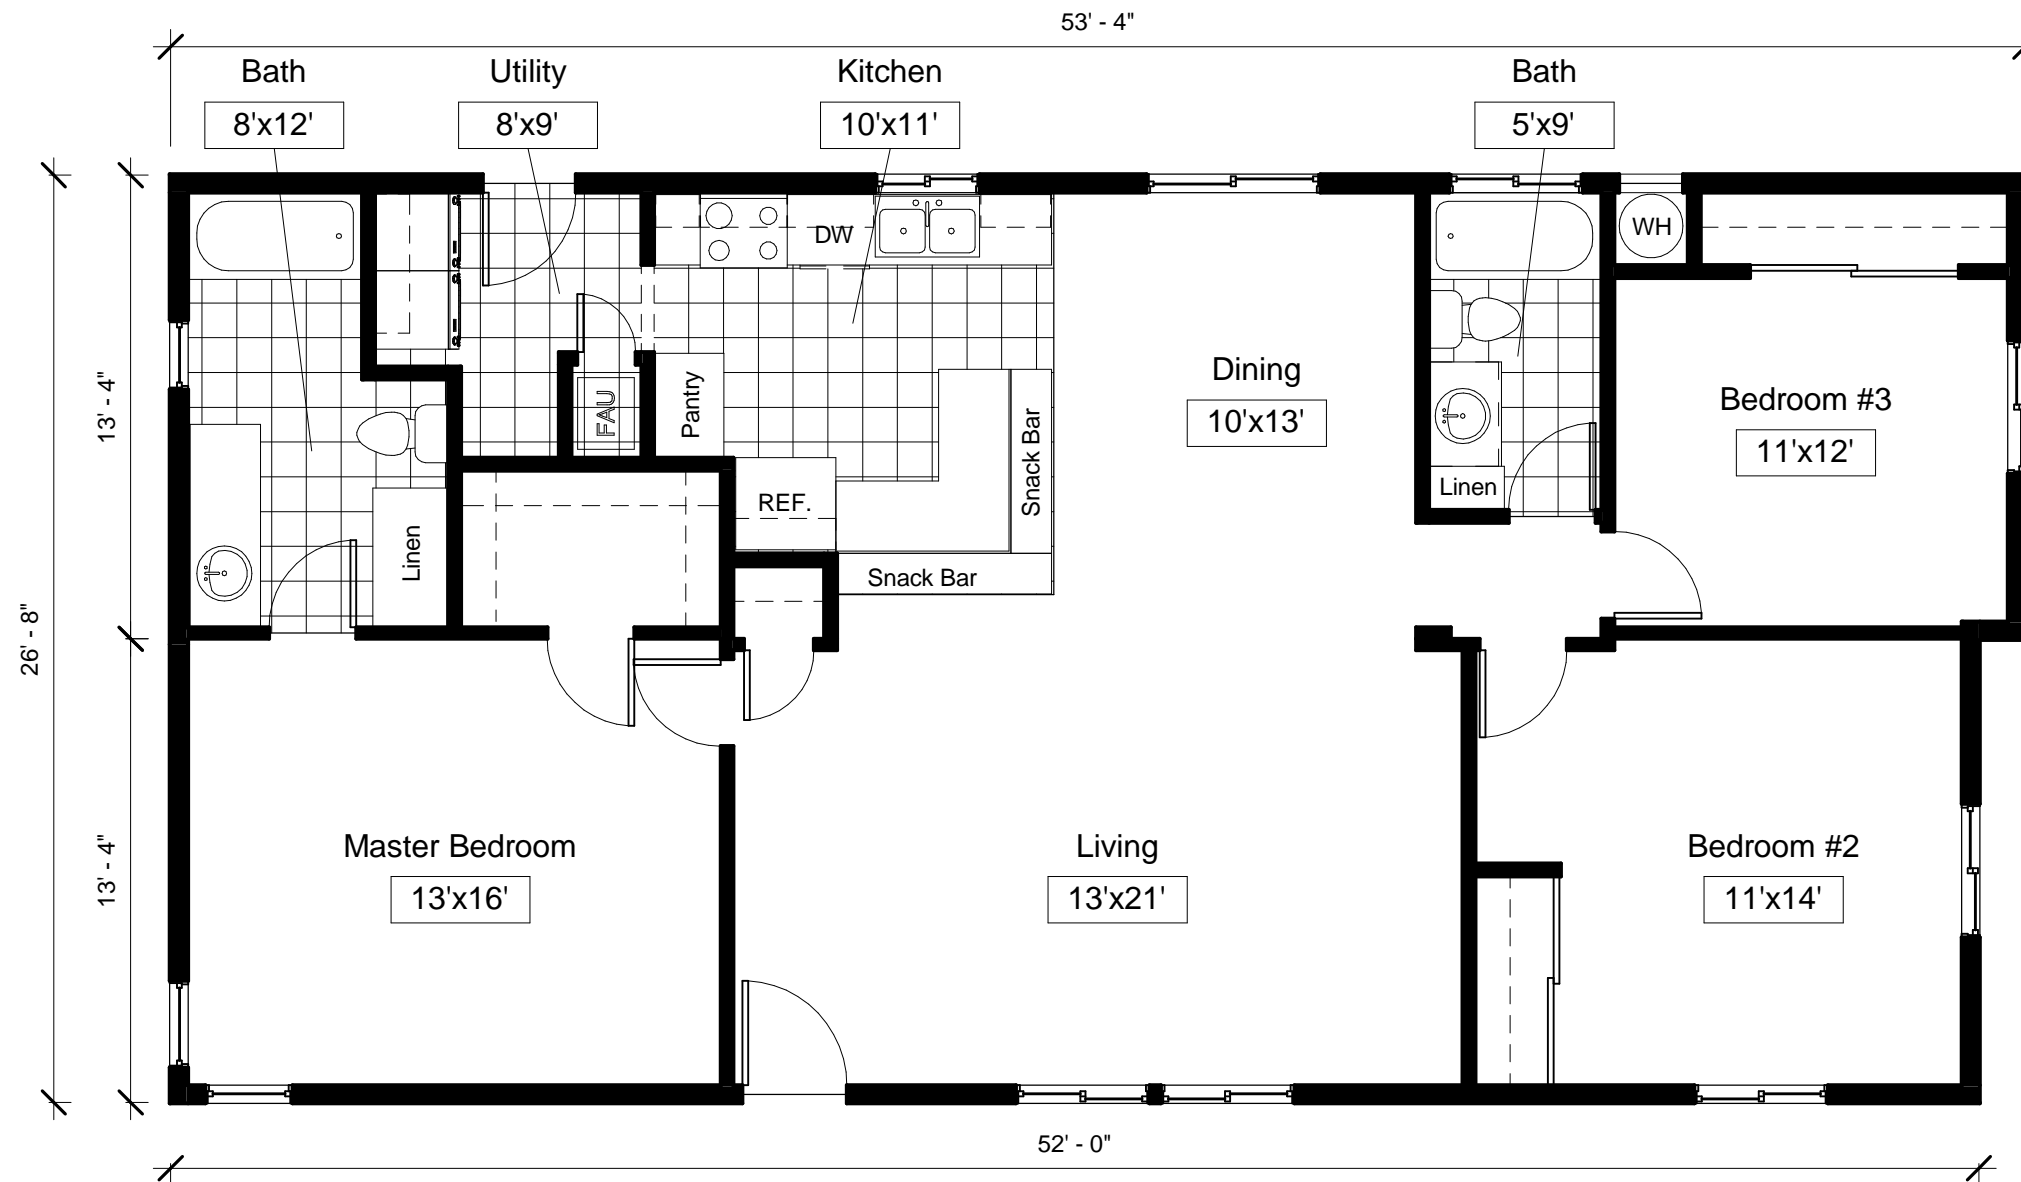 53' - 4"
Bath
8'x12'
Utility
8'x9'
Kitchen
10'x11'
Bath
5'x9'
DW
WH
13' - 4"
FAU
Pantry
Snack Bar
Dining
10'x13'
Bedroom #3
11'x12'
Linen
REF.
Linen
Snack Bar
26' - 8"
13' - 4"
Master Bedroom
13'x16'
Living
13'x21'
Bedroom #2
11'x14'
52' - 0"